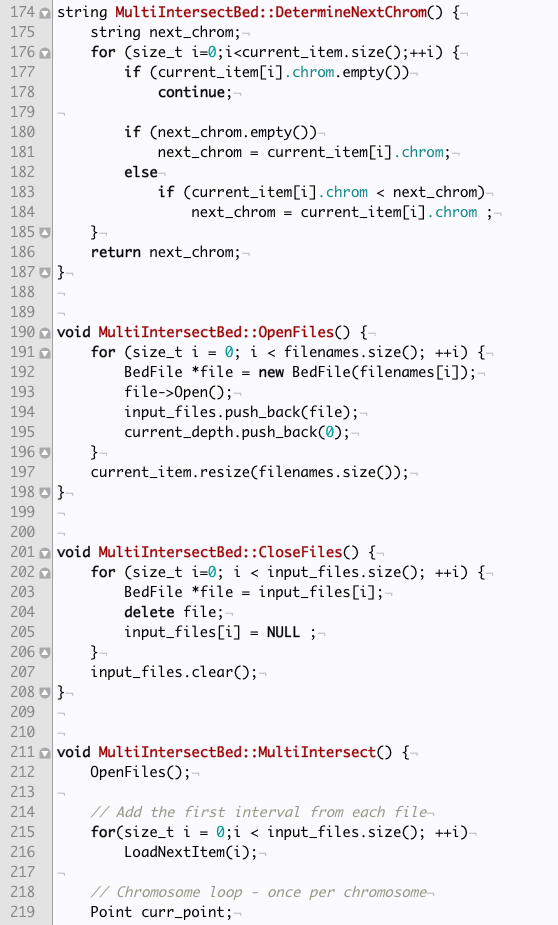 174 string MultiIntersectBed::DetermineNextChrom() {¬
175     string next_chrom;¬
176     for (size_t i=0;i<current_item.size();++i) {¬
177         if (current_item[i].chrom.empty())¬
178             continue;¬
179 ¬
180         if (next_chrom.empty())¬
181             next_chrom = current_item[i].chrom;¬
182         else¬
183             if (current_item[i].chrom < next_chrom)¬
184                 next_chrom = current_item[i].chrom ;¬
185     }¬
186     return next_chrom;¬
187 }¬
188 ¬
189 ¬
190 void MultiIntersectBed::OpenFiles() {¬
191     for (size_t i = 0; i < filenames.size(); ++i) {¬
192         BedFile *file = new BedFile(filenames[i]);¬
193         file->Open();¬
194         input_files.push_back(file);¬
195         current_depth.push_back(0);¬
196     }¬
197     current_item.resize(filenames.size());¬
198 }¬
199 ¬
200 ¬
201 void MultiIntersectBed::CloseFiles() {¬
202     for (size_t i=0; i < input_files.size(); ++i) {¬
203         BedFile *file = input_files[i];¬
204         delete file;¬
205         input_files[i] = NULL ;¬
206     }¬
207     input_files.clear();¬
208 }¬
209 ¬
210 ¬
211 void MultiIntersectBed::MultiIntersect() {¬
212     OpenFiles();¬
213 ¬
214     // Add the first interval from each file¬
215     for(size_t i = 0;i < input_files.size(); ++i)¬
216         LoadNextItem(i);¬
217 ¬
218     // Chromosome loop - once per chromosome¬
219     Point curr_point;¬